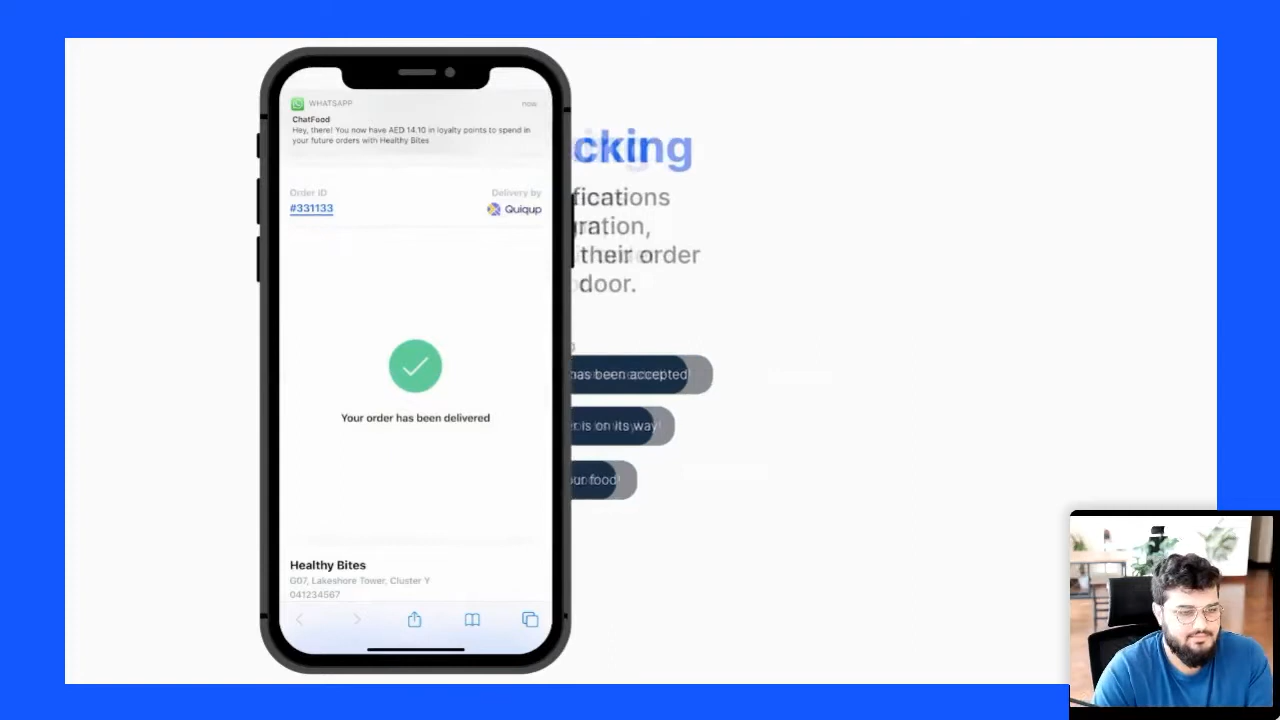 WHATSAPP
now
ChatFood
Hey, there! You now have AED 14.10 in loyalty points to spend in
your future orders with Healthy Bites
Order ID
Delivery by
#331133
Quiqup
Your order has been delivered
Healthy Bites
G07, Lakeshore Tower, Cluster Y
041234567
cking
fications
gration,
their order
door.
has been accepted!
is on its way!
our food!